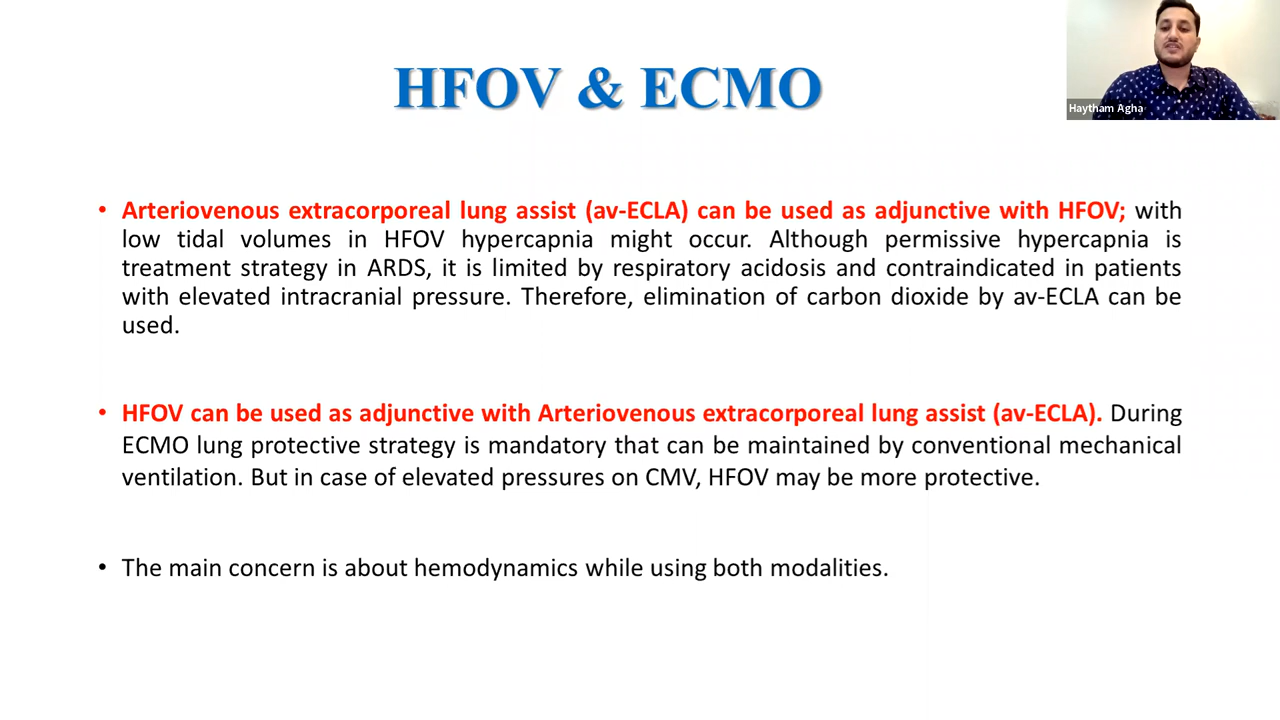 HFOV & ECMO
Haytham Agha
• Arteriovenous extracorporeal lung assist (av-ECLA) can be used as adjunctive with HFOV; with
low tidal volumes in HFOV hypercapnia might occur. Although permissive hypercapnia is
treatment strategy in ARDS, it is limited by respiratory acidosis and contraindicated in patients
with elevated intracranial pressure. Therefore, elimination of carbon dioxide by av-ECLA can be
used.
• HFOV can be used as adjunctive with Arteriovenous extracorporeal lung assist (av-ECLA). During
ECMO lung protective strategy is mandatory that can be maintained by conventional mechanical
ventilation. But in case of elevated pressures on CMV, HFOV may be more protective.
• The main concern is about hemodynamics while using both modalities.